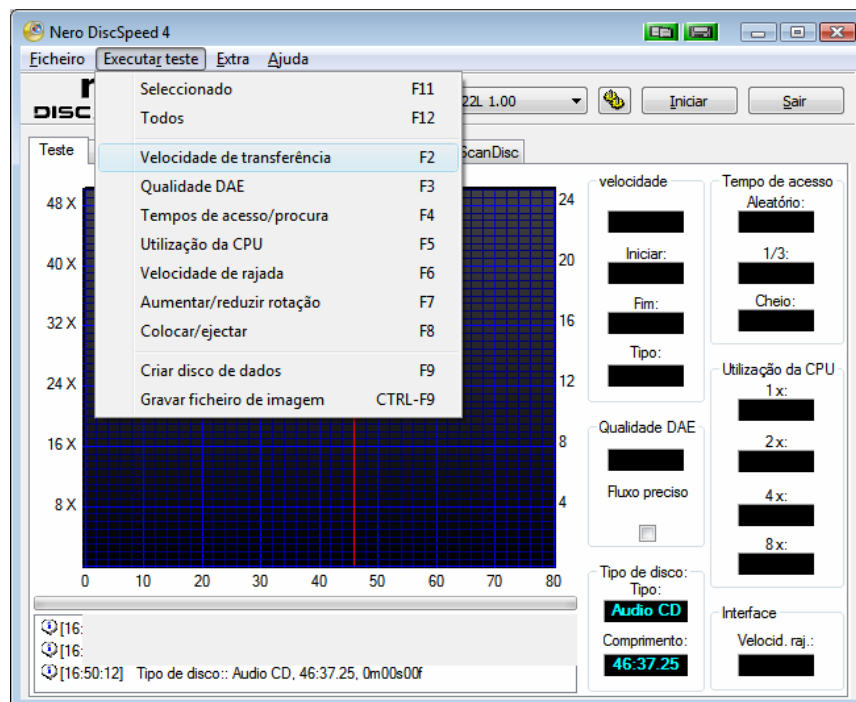 Nero DiscSpeed 4
Ficheiro Executar teste Extra Ajuda
DISC
22L 1.00
Iniciar Sair
Seleccionado F11
Todos F12
Velocidade de transferência F2
Qualidade DAE F3
Tempos de acesso/procura F4
Utilização da CPU F5
Velocidade de rajada F6
Aumentar/reduzir rotação F7
Colocar/ejectar F8
Criar disco de dados F9
Gravar ficheiro de imagem CTRL-F9
Teste ScanDisc
48 X
40 X
32 X
24 X
16 X
8 X
24
20
16
12
8
4
0 10 20 30 40 50 60 70 80
velocidade
Iniciar:
Fim:
Tipo:
Qualidade DAE
Fluxo preciso
Tipo de disco:
Tipo:
Audio CD
Comprimento:
46:37.25
Tempo de acesso
Aleatório:
1/3:
Cheio:
Utilização da CPU
1 x:
2 x:
4 x:
8 x:
Interface
Velocid. raj.:
[16:
[16:
[16:50:12] Tipo de disco:: Audio CD, 46:37.25, 0m00s00f